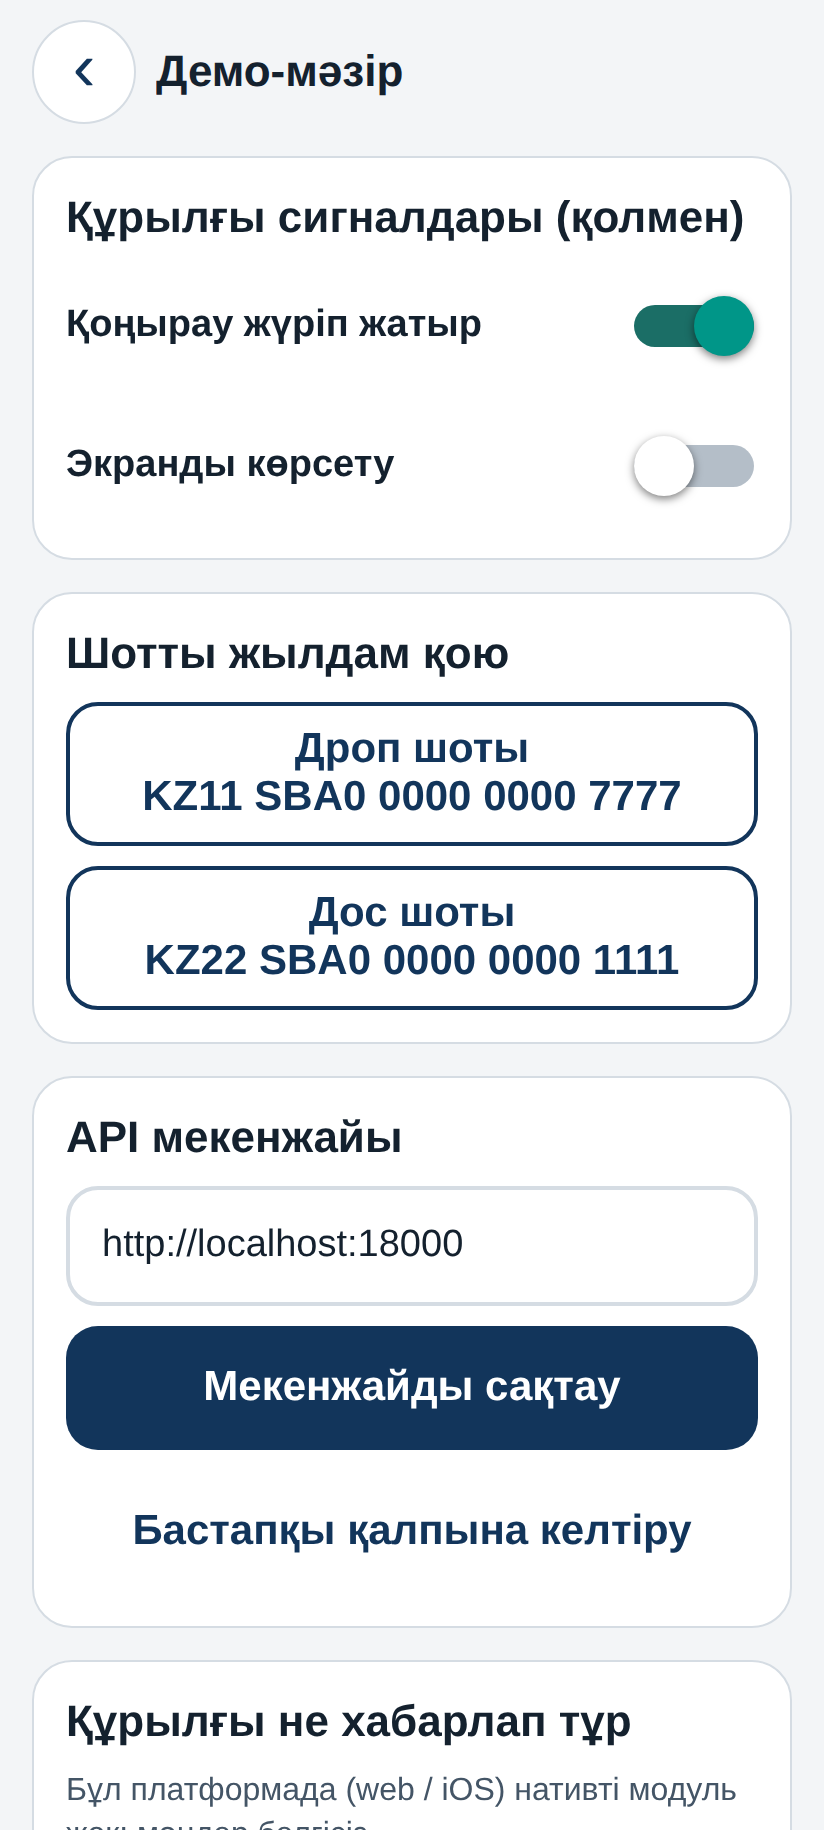 Демо-мәзір
Құрылғы сигналдары (қолмен)
Қоңырау жүріп жатыр
Экранды көрсету
Шотты жылдам қою
Дроп шоты
KZ11 SBA0 0000 0000 7777
Дос шоты
KZ22 SBA0 0000 0000 1111
API мекенжайы
http://localhost:18000
Мекенжайды сақтау
Бастапқы қалпына келтіру
Құрылғы не хабарлап тұр
Бұл платформада (web / iOS) нативті модуль